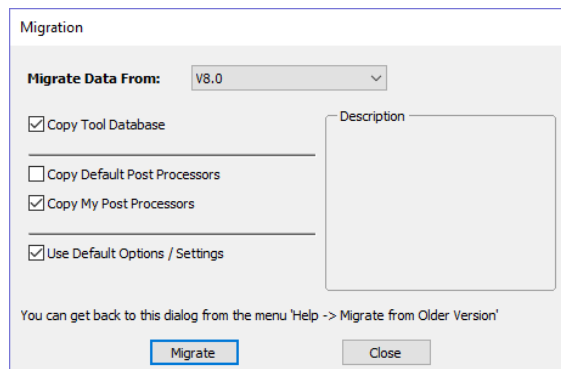 Migration
Migrate Data From: V8.0
Copy Tool Database
Description
Copy Default Post Processors
Copy My Post Processors
Use Default Options / Settings
You can get back to this dialog from the menu 'Help -> Migrate from Older Version'
Migrate Close